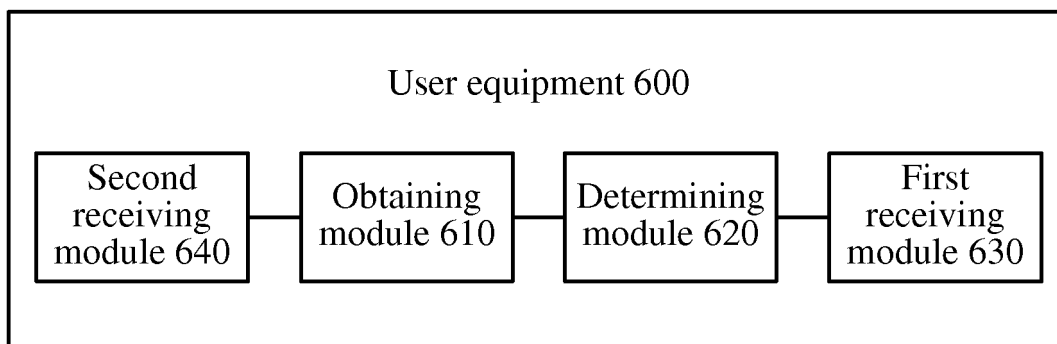 User equipment 600
Second
receiving
module 640
Obtaining
module 610
Determining
module 620
First
receiving
module 630